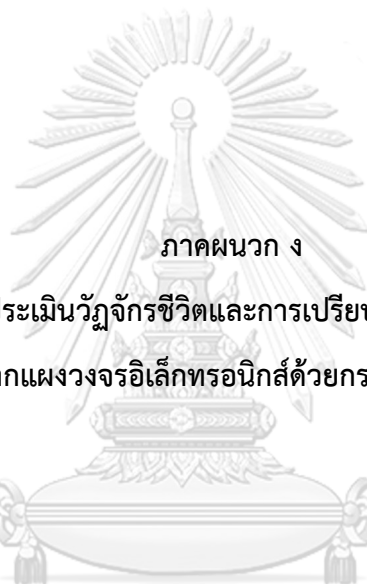 ภาคผนวก ง
ประเมินวัฏจักรชีวิตและการเปรียบ
กแผงวงจรอิเล็กทรอนิกส์ด้วยกร